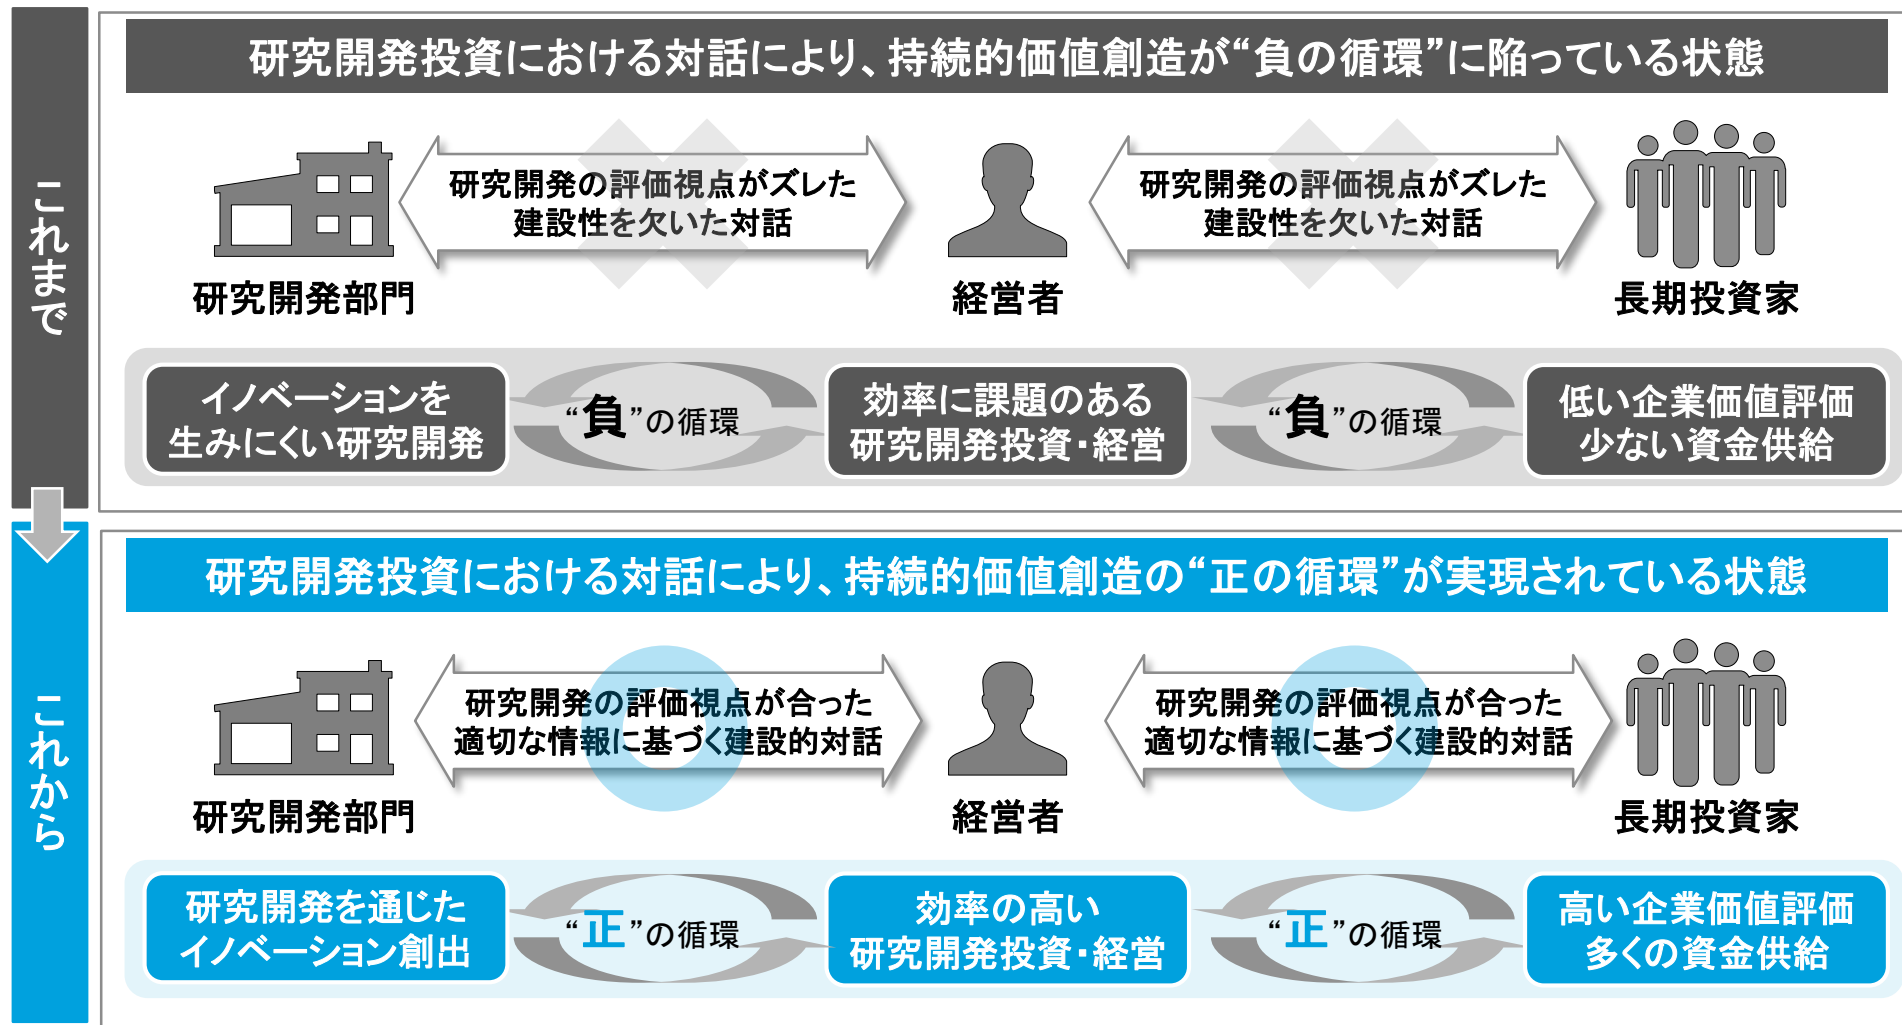 これまで
研究開発投資における対話により、持続的価値創造が“負の循環”に陥っている状態
研究開発の評価視点がズレた
建設性を欠いた対話
研究開発の評価視点がズレた
建設性を欠いた対話
研究開発部門
経営者
長期投資家
イノベーションを
生みにくい研究開発
“負”の循環
効率に課題のある
研究開発投資・経営
“負”の循環
低い企業価値評価
少ない資金供給
これから
研究開発投資における対話により、持続的価値創造の“正の循環”が実現されている状態
研究開発の評価視点が合った
適切な情報に基づく建設的対話
研究開発の評価視点が合った
適切な情報に基づく建設的対話
研究開発部門
経営者
長期投資家
研究開発を通じた
イノベーション創出
“正”の循環
効率の高い
研究開発投資・経営
“正”の循環
高い企業価値評価
多くの資金供給